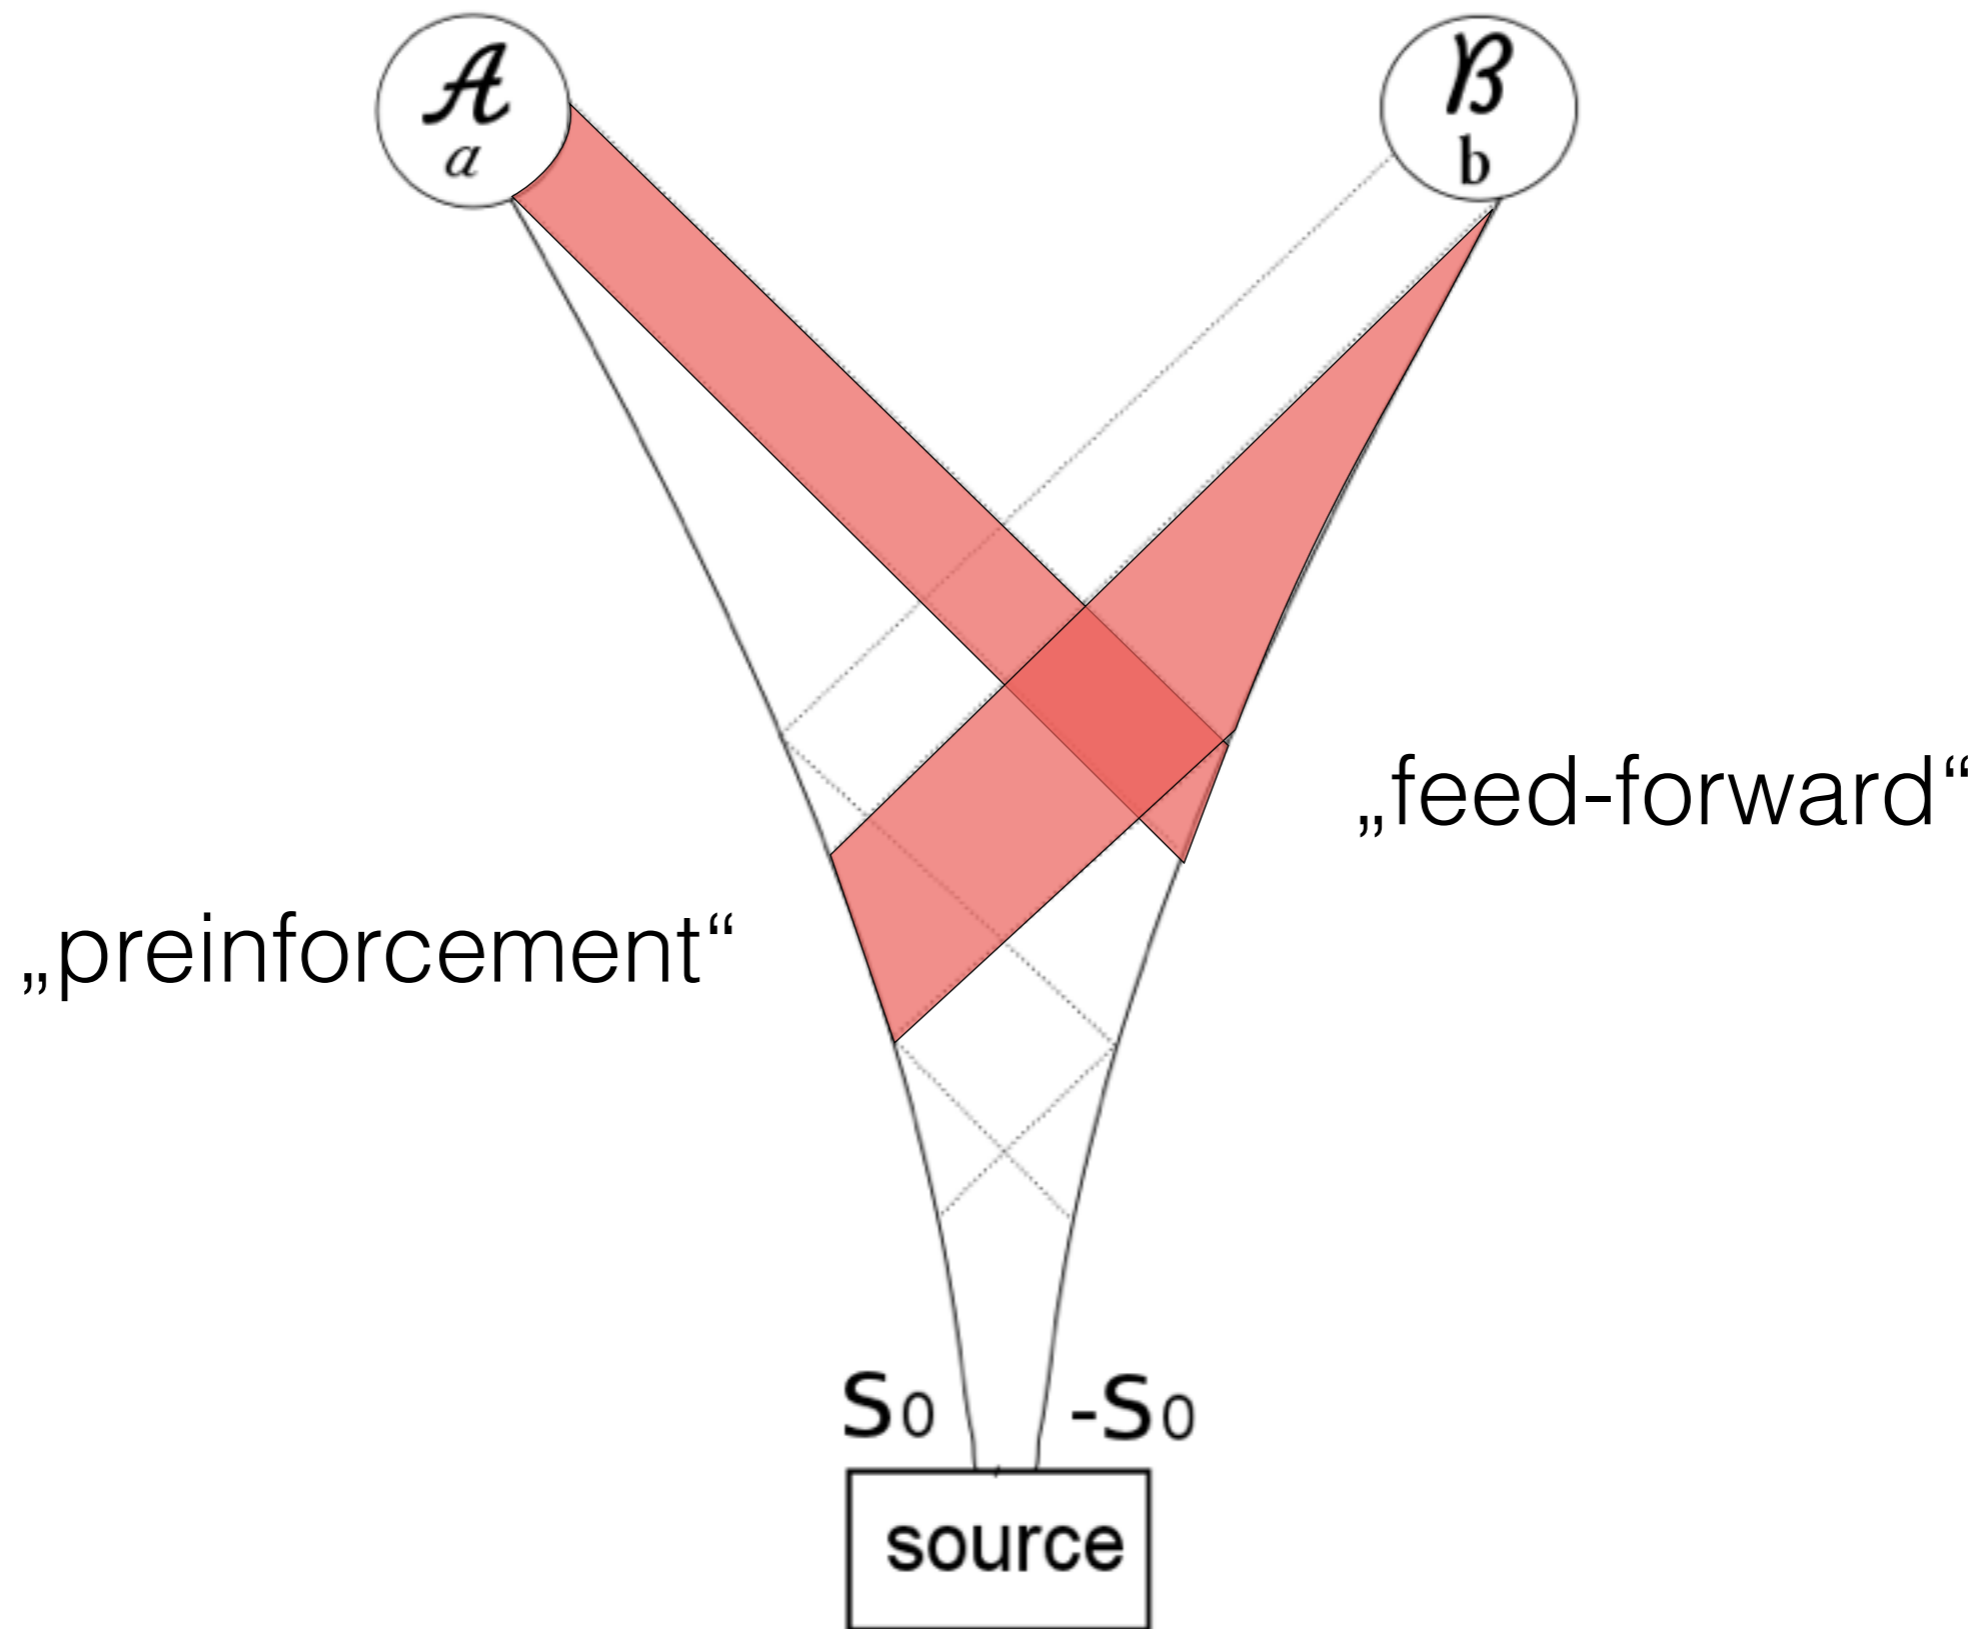 𝒜
a
ℬ
b
„feed-forward“
„preinforcement“
S₀
-S₀
source